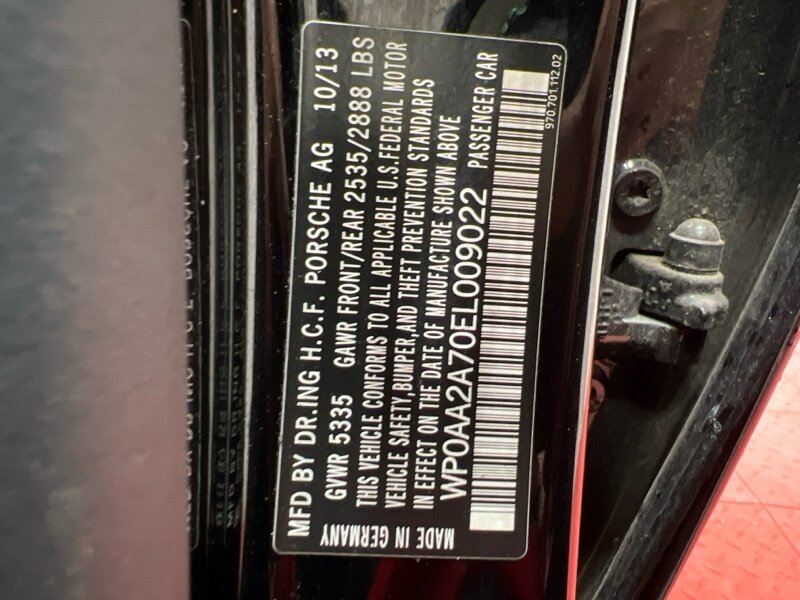 MFD BY DR.ING H.C.F. PORSCHE AG 10/13
GVWR 5335 GAWR FRONT/REAR 2535/2888 LBS
THIS VEHICLE CONFORMS TO ALL APPLICABLE U.S.FEDERAL MOTOR
VEHICLE SAFETY,BUMPER,AND THEFT PREVENTION STANDARDS
IN EFFECT ON THE DATE OF MANUFACTURE SHOWN ABOVE
WP0AA2A70EL009022 PASSENGER CAR
MADE IN GERMANY
970.701.112.02